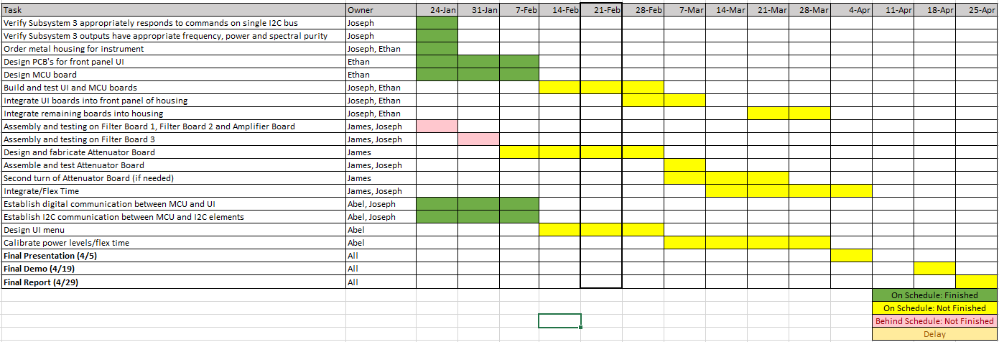 Task Owner 24-Jan 31-Jan 7-Feb 14-Feb 21-Feb 28-Feb 7-Mar 14-Mar 21-Mar 28-Mar 4-Apr 11-Apr 18-Apr 25-Apr
Verify Subsystem 3 appropriately responds to commands on single I2C bus Joseph
Verify Subsystem 3 outputs have appropriate frequency, power and spectral purity Joseph
Order metal housing for instrument Joseph, Ethan
Design PCB's for front panel UI Ethan
Design MCU board Ethan
Build and test UI and MCU boards Joseph, Ethan
Integrate UI boards into front panel of housing Joseph, Ethan
Integrate remaining boards into housing Joseph, Ethan
Assembly and testing on Filter Board 1, Filter Board 2 and Amplifier Board James, Joseph
Assembly and testing on Filter Board 3 James, Joseph
Design and fabricate Attenuator Board James
Assemble and test Attenuator Board James, Joseph
Second turn of Attenuator Board (if needed) James
Integrate/Flex Time James, Joseph
Establish digital communication between MCU and UI Abel, Joseph
Establish I2C communication between MCU and I2C elements Abel, Joseph
Design UI menu Abel
Calibrate power levels/flex time Abel
Final Presentation (4/5) All
Final Demo (4/19) All
Final Report (4/29) All
On Schedule: Finished
On Schedule: Not Finished
Behind Schedule: Not Finished
Delay